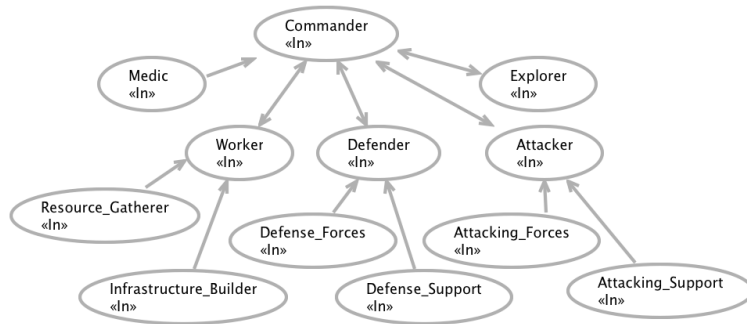 Commander
«In»
Medic
«In»
Explorer
«In»
Worker
«In»
Defender
«In»
Attacker
«In»
Resource_Gatherer
«In»
Defense_Forces
«In»
Attacking_Forces
«In»
Infrastructure_Builder
«In»
Defense_Support
«In»
Attacking_Support
«In»